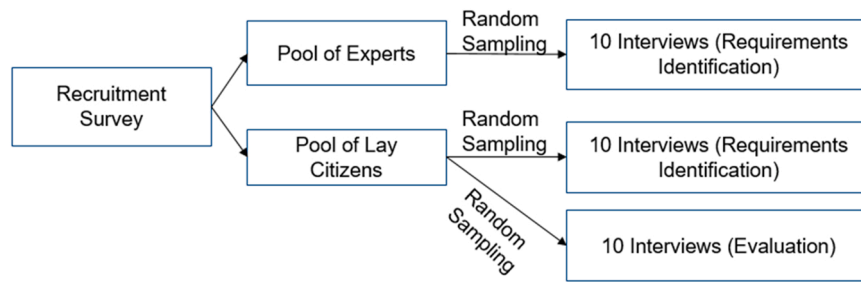 Recruitment
Survey
Pool of Experts
Random
Sampling
10 Interviews (Requirements
Identification)
Pool of Lay
Citizens
Random
Sampling
10 Interviews (Requirements
Identification)
Random
Sampling
10 Interviews (Evaluation)